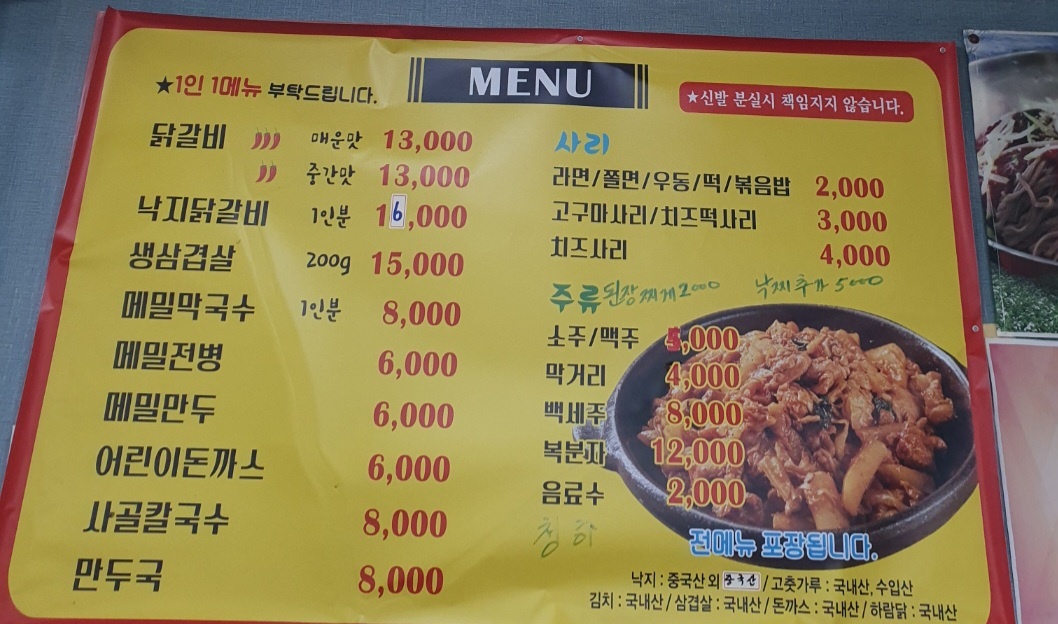 MENU
★1인 1메뉴 부탁드립니다.
★신발 분실시 책임지지 않습니다.
닭갈비 매운맛 13,000
중간맛 13,000
낙지닭갈비 1인분 16,000
생삼겹살 200g 15,000
메밀막국수 1인분 8,000
메밀전병 6,000
메밀만두 6,000
어린이돈까스 6,000
사골칼국수 8,000
만두국 8,000
사리
라면/쫄면/우동/떡/볶음밥 2,000
고구마사리/치즈떡사리 3,000
치즈사리 4,000
된장찌게 2000 낙찌추가 5000
주류
소주/맥주 5,000
막거리 4,000
백세주 8,000
복분자 12,000
음료수 2,000
청하
전메뉴 포장됩니다.
낙지 : 중국산 외 중국산 / 고춧가루 : 국내산, 수입산
김치 : 국내산 / 삼겹살 : 국내산 / 돈까스 : 국내산 / 하림닭 : 국내산